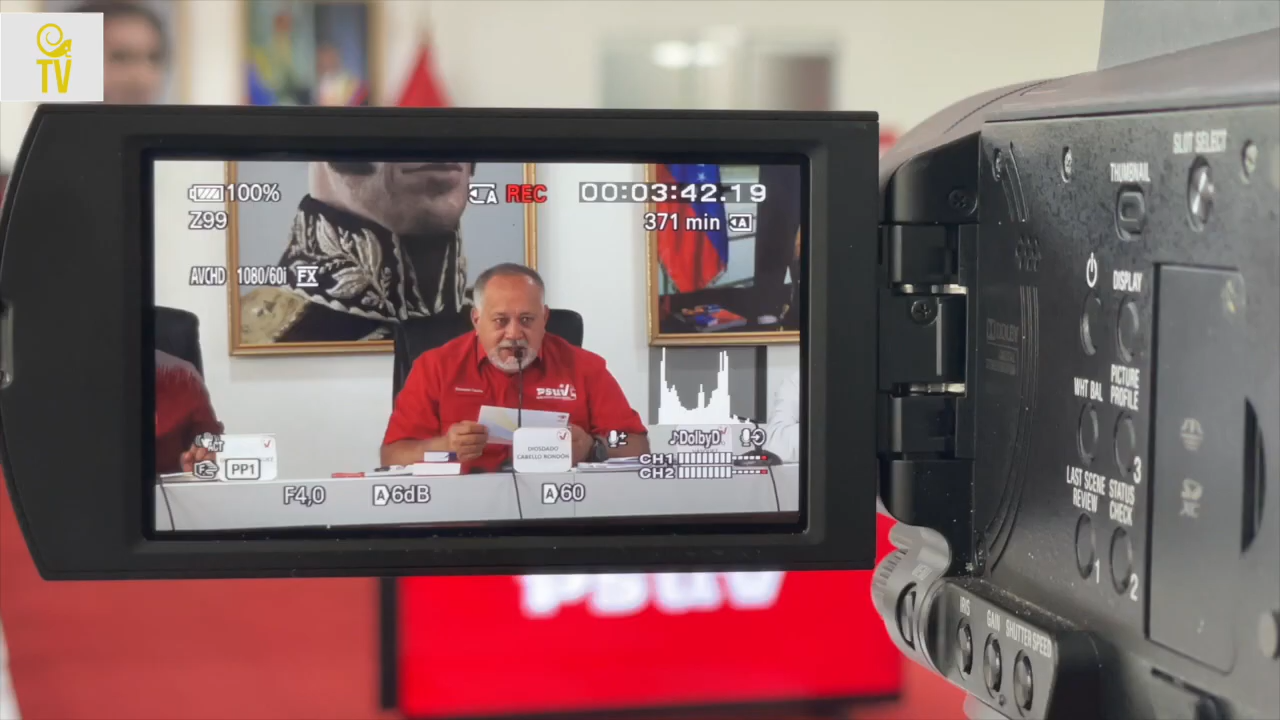 TV
100%
REC
00:03:42.19
Z99
371 min
A
AVCHD 1080/60i FX
psuv
DIOSDADO
CABELLO RONDÓN
DolbyD
CH1
CH2
PP1
F4,0
A 6dB
A 60
psuv
SLOT SELECT
THUMBNAIL
DISPLAY
PICTURE
PROFILE
WHT BAL
3
LAST SCENE
REVIEW
STATUS
CHECK
1
2
IRIS
GAIN
SHUTTER SPEED